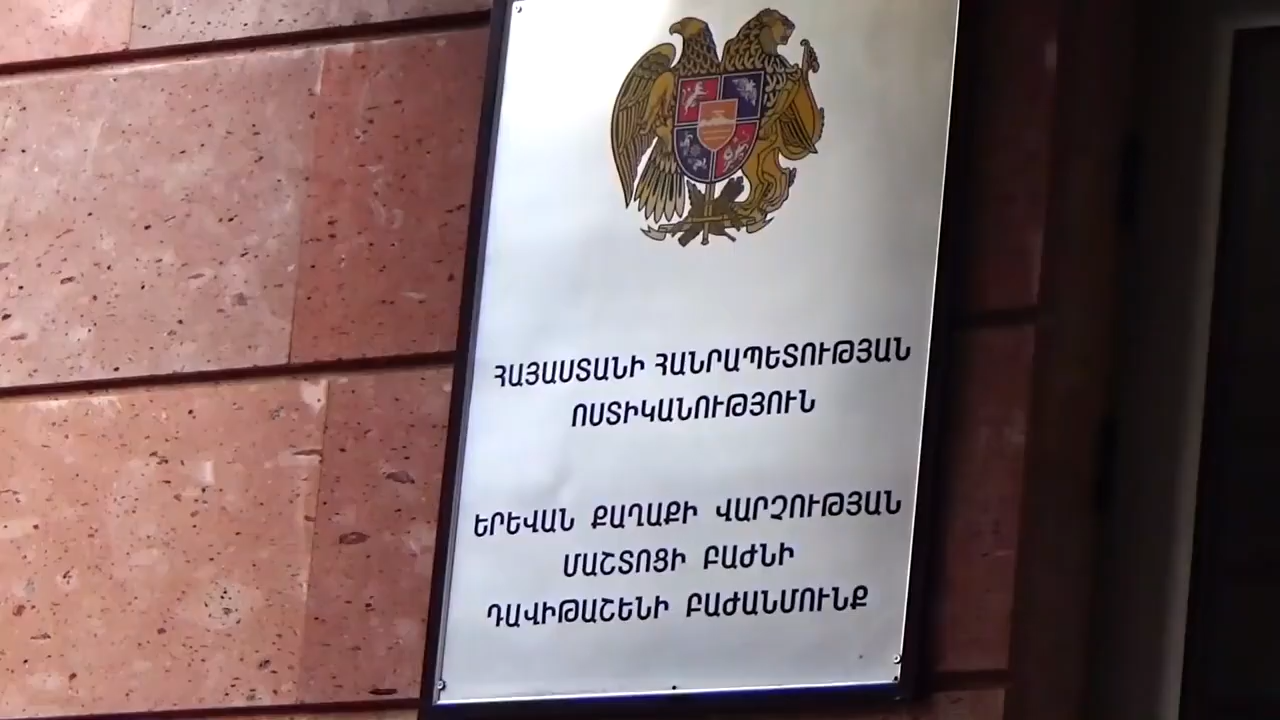 ՀԱՅԱՍՏԱՆԻ ՀԱՆՐԱՊԵՏՈՒԹՅԱՆ
ՈՍՏԻԿԱՆՈՒԹՅՈՒՆ
ԵՐԵՎԱՆ ՔԱՂԱՔԻ ՎԱՐՉՈՒԹՅԱՆ
ՄԱՇՏՈՑԻ ԲԱԺՆԻ
ԴԱՎԻԹԱՇԵՆԻ ԲԱԺԱՆՄՈՒՆՔ